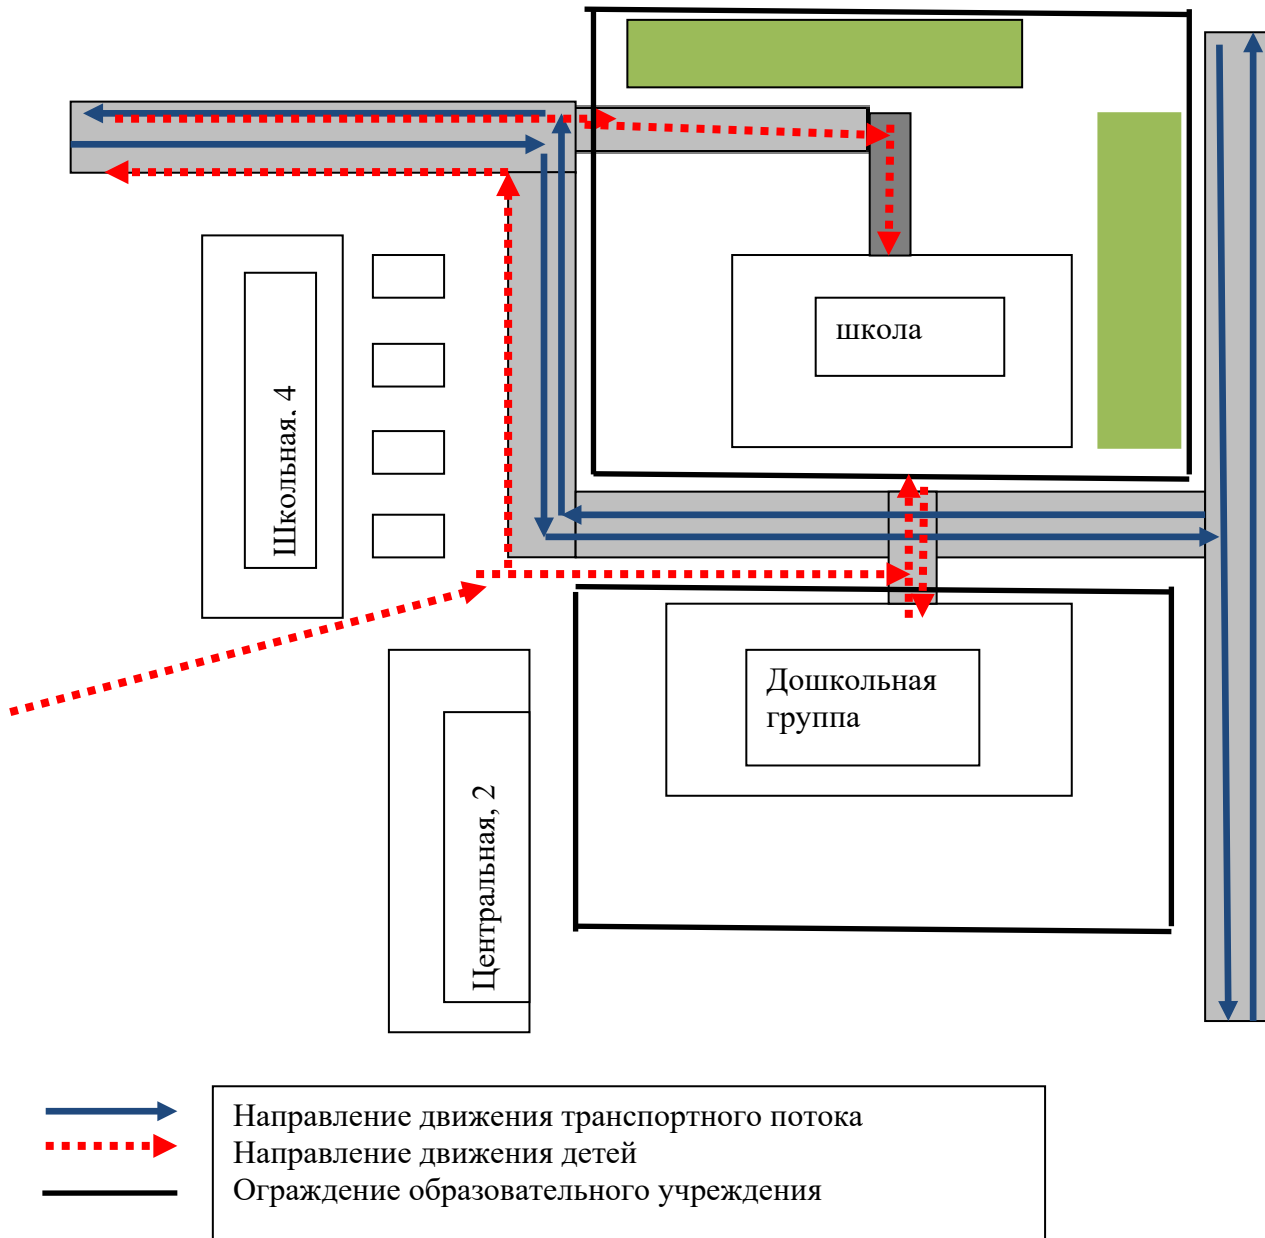 школа
Школьная. 4
Дошкольная
группа
Центральная, 2
Направление движения транспортного потока
Направление движения детей
Ограждение образовательного учреждения